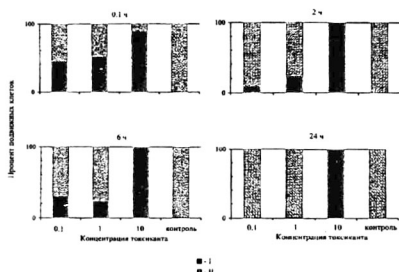 0.1 ч
2 ч
100
0
100
0
6 ч
24 ч
100
0
100
0
0.1 1 10 контроль
0.1 1 10 контроль
Концентрация токсиканта
Концентрация токсиканта
Процент подвижных клеток
- I
- II